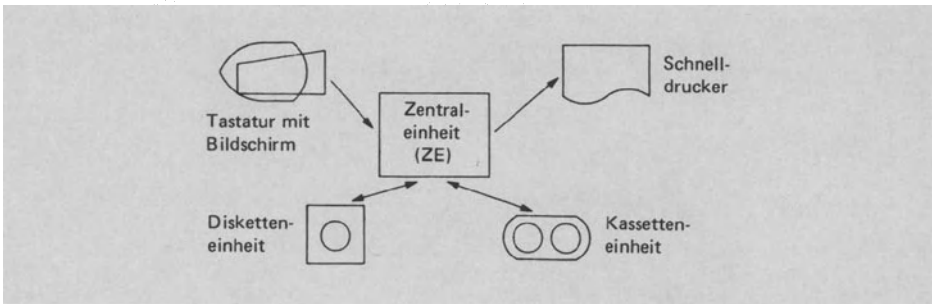 Tastatur mit
Bildschirm
Zentral-
einheit
(ZE)
Schnell-
drucker
Disketten-
einheit
Kassetten-
einheit